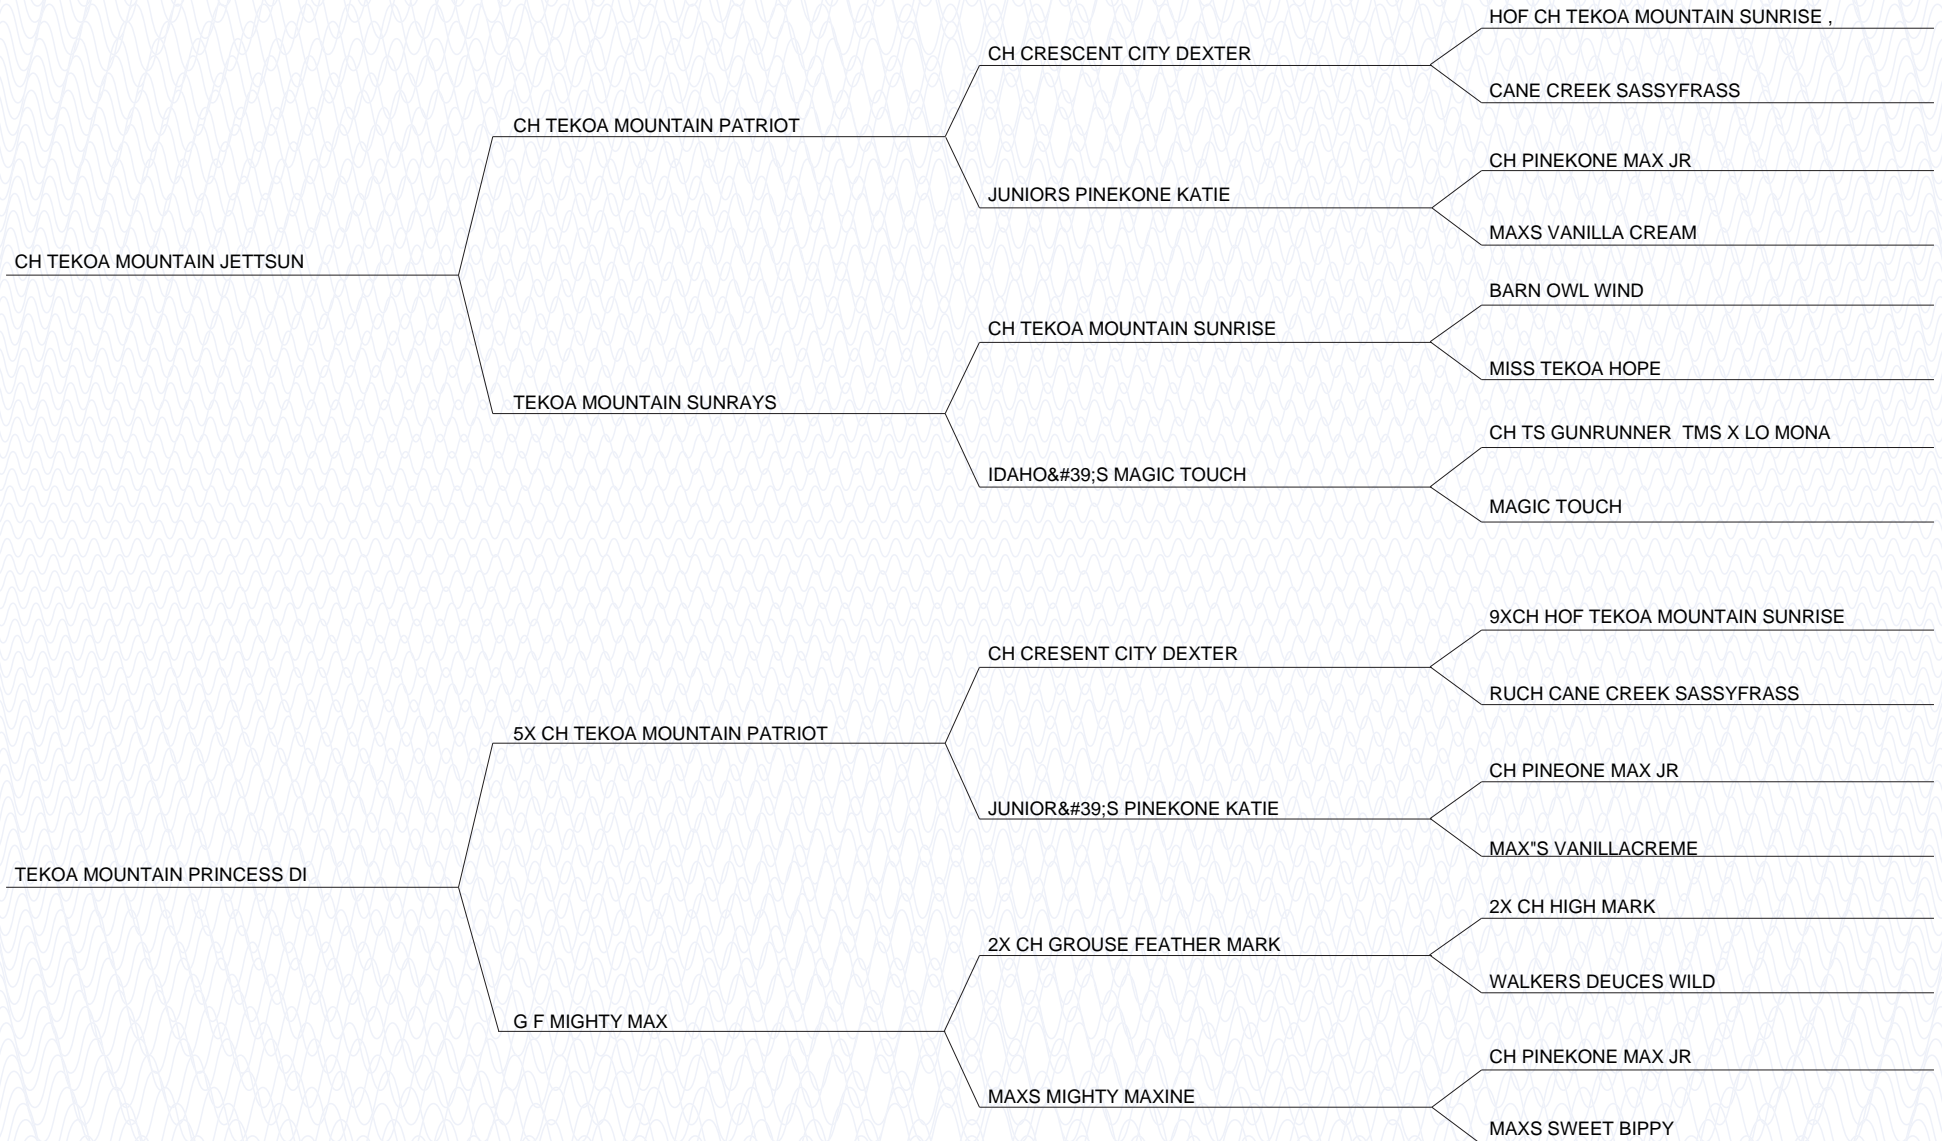 HOF CH TEKOA MOUNTAIN SUNRISE ,
CH CRESCENT CITY DEXTER
CANE CREEK SASSYFRASS
CH TEKOA MOUNTAIN PATRIOT
CH PINEKONE MAX JR
JUNIORS PINEKONE KATIE
MAXS VANILLA CREAM
CH TEKOA MOUNTAIN JETTSUN
BARN OWL WIND
CH TEKOA MOUNTAIN SUNRISE
MISS TEKOA HOPE
TEKOA MOUNTAIN SUNRAYS
CH TS GUNRUNNER  TMS X LO MONA
IDAHO&#39;S MAGIC TOUCH
MAGIC TOUCH
9XCH HOF TEKOA MOUNTAIN SUNRISE
CH CRESENT CITY DEXTER
RUCH CANE CREEK SASSYFRASS
5X CH TEKOA MOUNTAIN PATRIOT
CH PINEONE MAX JR
JUNIOR&#39;S PINEKONE KATIE
MAX"S VANILLACREME
TEKOA MOUNTAIN PRINCESS DI
2X CH HIGH MARK
2X CH GROUSE FEATHER MARK
WALKERS DEUCES WILD
G F MIGHTY MAX
CH PINEKONE MAX JR
MAXS MIGHTY MAXINE
MAXS SWEET BIPPY